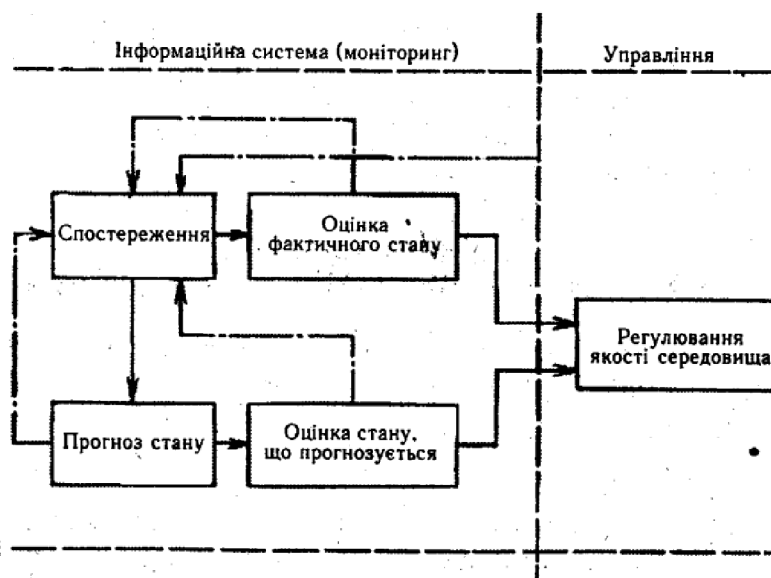 Інформаційна система (моніторинг)
Управління
Спостереження
Оцінка
фактичного стану
Регулювання
якості середовища
Прогноз стану
Оцінка стану,
що прогнозується